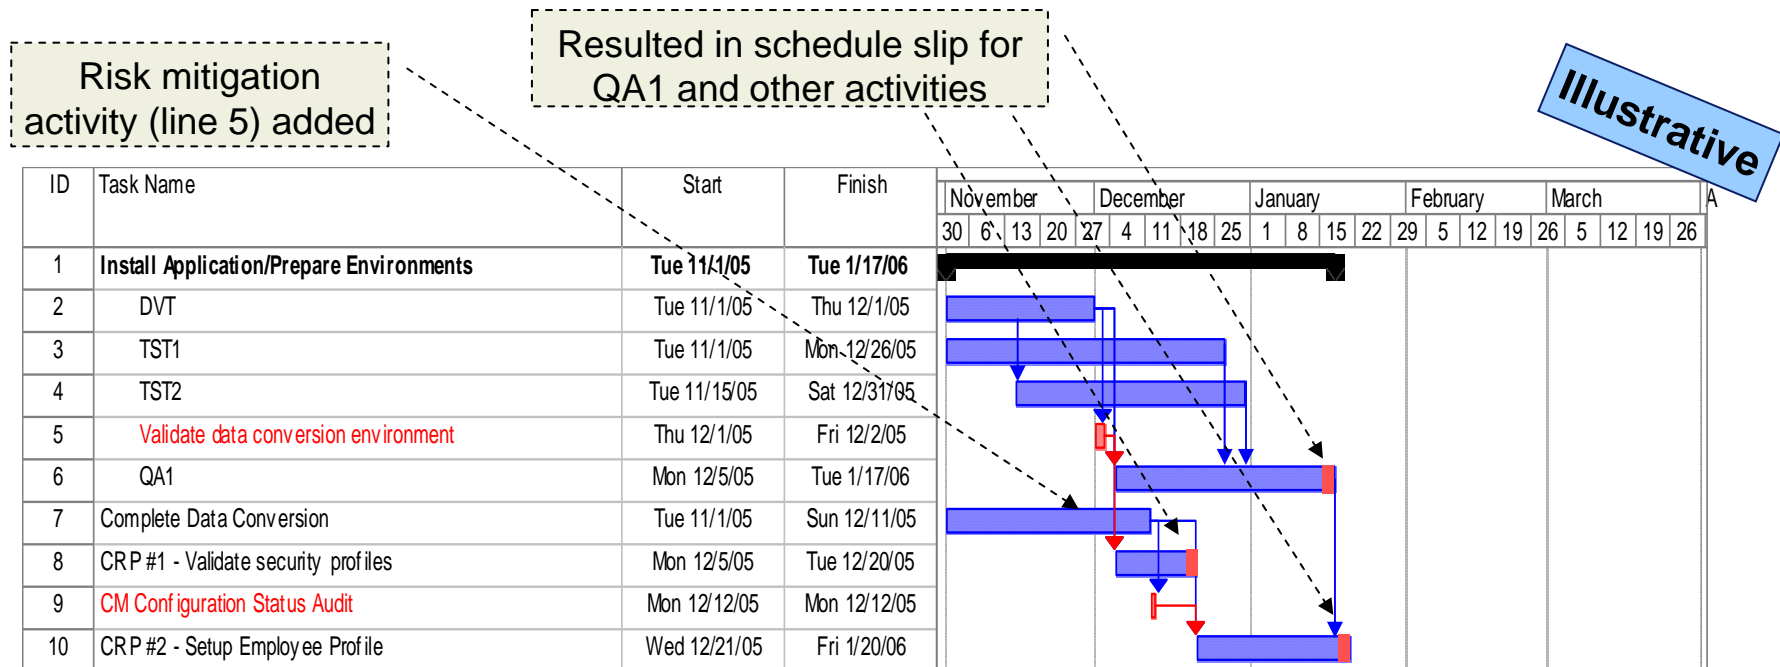 Risk mitigation
activity (line 5) added
Resulted in schedule slip for
QA1 and other activities
Illustrative
ID Task Name Start Finish
November December January February March A
30 6 13 20 27 4 11 18 25 1 8 15 22 29 5 12 19 26 5 12 19 26
1 Install Application/Prepare Environments Tue 11/1/05 Tue 1/17/06
2 DVT Tue 11/1/05 Thu 12/1/05
3 TST1 Tue 11/1/05 Mon 12/26/05
4 TST2 Tue 11/15/05 Sat 12/31/05
5 Validate data conversion environment Thu 12/1/05 Fri 12/2/05
6 QA1 Mon 12/5/05 Tue 1/17/06
7 Complete Data Conversion Tue 11/1/05 Sun 12/11/05
8 CRP #1 - Validate security profiles Mon 12/5/05 Tue 12/20/05
9 CM Configuration Status Audit Mon 12/12/05 Mon 12/12/05
10 CRP #2 - Setup Employee Profile Wed 12/21/05 Fri 1/20/06